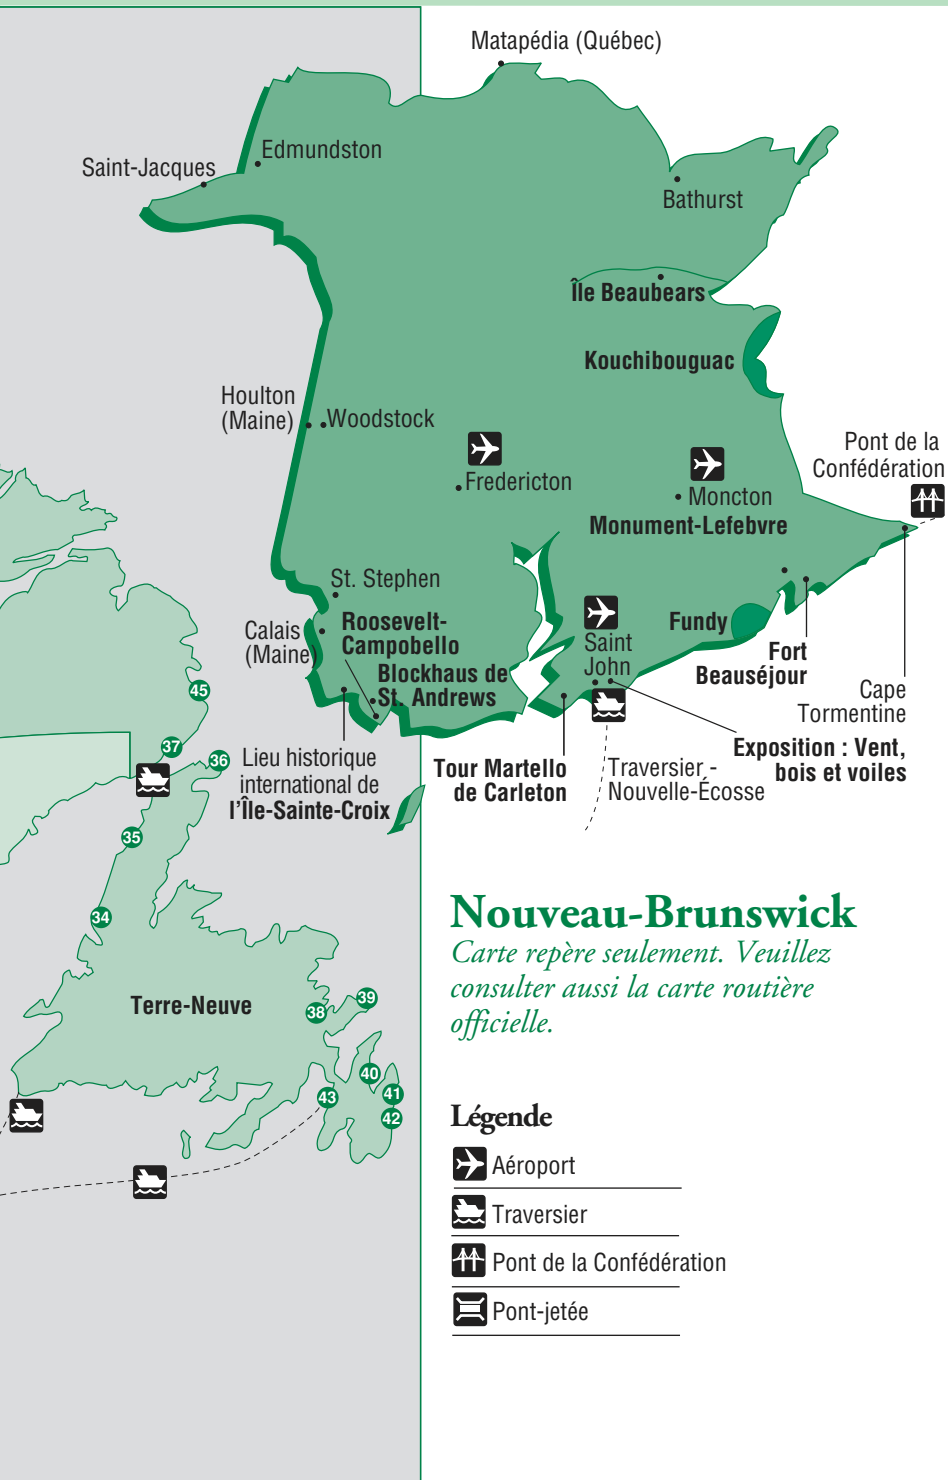 Matapédia (Québec)
Edmundston
Saint-Jacques
Bathurst
Île Beaubears
Kouchibouguac
Houlton
(Maine)
Woodstock
Fredericton
Moncton
Monument-Lefebvre
Pont de la
Confédération
St. Stephen
Calais
(Maine)
Roosevelt-
Campobello
Blockhaus de
St. Andrews
Saint
John
Fundy
Fort
Beauséjour
Cape
Tormentine
Exposition : Vent,
bois et voiles
Tour Martello
de Carleton
Traversier -
Nouvelle-Écosse
Lieu historique
international de
l'Île-Sainte-Croix
45
37
36
35
34
Terre-Neuve
39
38
40
41
43
42
Nouveau-Brunswick
Carte repère seulement. Veuillez
consulter aussi la carte routière
officielle.
Légende
Aéroport
Traversier
Pont de la Confédération
Pont-jetée